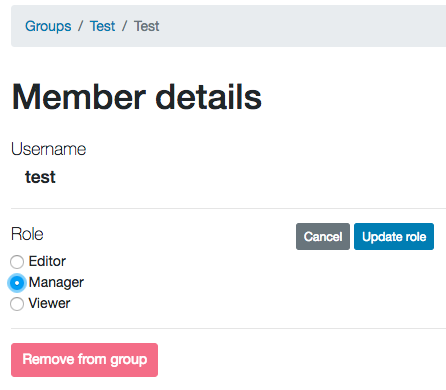 Groups / Test / Test
Member details
Username
test
Role
Cancel
Update role
Editor
Manager
Viewer
Remove from group